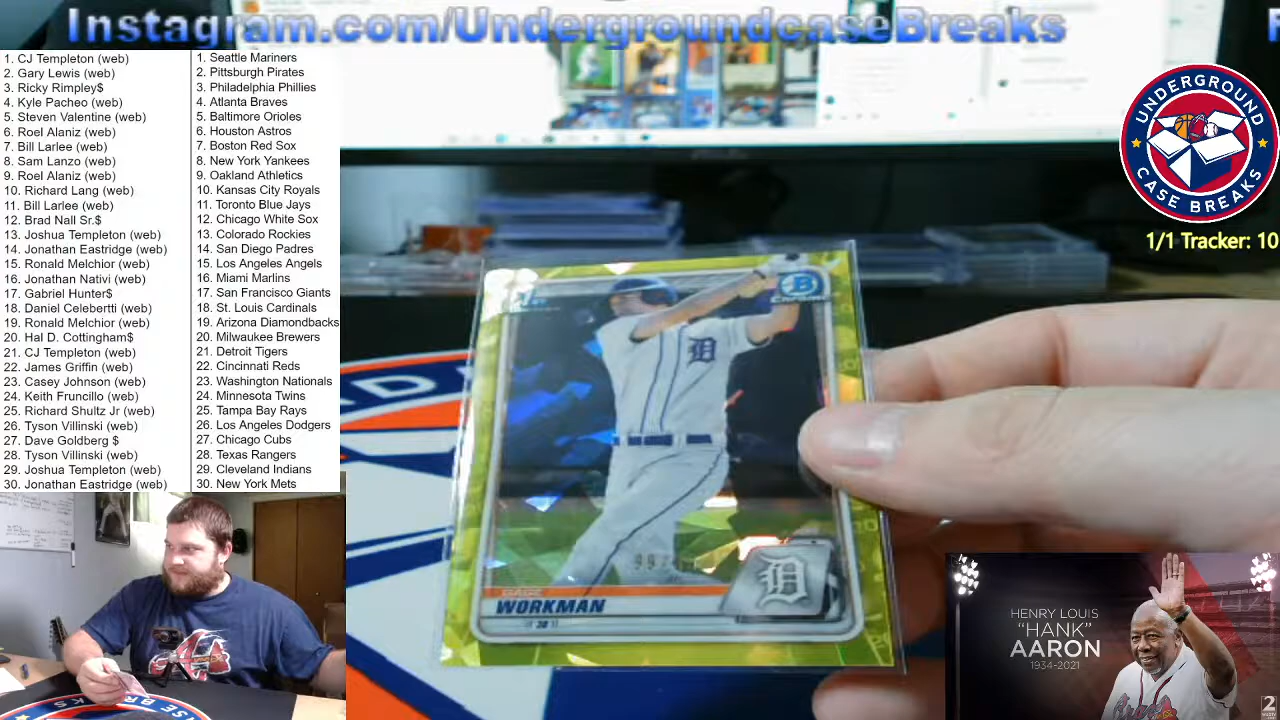 Instagram.com/UndergroundcaseBreaks
1. CJ Templeton (web)
2. Gary Lewis (web)
3. Ricky Rimpley$
4. Kyle Pacheo (web)
5. Steven Valentine (web)
6. Roel Alaniz (web)
7. Bill Larlee (web)
8. Sam Lanzo (web)
9. Roel Alaniz (web)
10. Richard Lang (web)
11. Bill Larlee (web)
12. Brad Nall Sr.$
13. Joshua Templeton (web)
14. Jonathan Eastridge (web)
15. Ronald Melchior (web)
16. Jonathan Nativi (web)
17. Gabriel Hunter$
18. Daniel Celebertti (web)
19. Ronald Melchior (web)
20. Hal D. Cottingham$
21. CJ Templeton (web)
22. James Griffin (web)
23. Casey Johnson (web)
24. Keith Fruncillo (web)
25. Richard Shultz Jr (web)
26. Tyson Villinski (web)
27. Dave Goldberg $
28. Tyson Villinski (web)
29. Joshua Templeton (web)
30. Jonathan Eastridge (web)
1. Seattle Mariners
2. Pittsburgh Pirates
3. Philadelphia Phillies
4. Atlanta Braves
5. Baltimore Orioles
6. Houston Astros
7. Boston Red Sox
8. New York Yankees
9. Oakland Athletics
10. Kansas City Royals
11. Toronto Blue Jays
12. Chicago White Sox
13. Colorado Rockies
14. San Diego Padres
15. Los Angeles Angels
16. Miami Marlins
17. San Francisco Giants
18. St. Louis Cardinals
19. Arizona Diamondbacks
20. Milwaukee Brewers
21. Detroit Tigers
22. Cincinnati Reds
23. Washington Nationals
24. Minnesota Twins
25. Tampa Bay Rays
26. Los Angeles Dodgers
27. Chicago Cubs
28. Texas Rangers
29. Cleveland Indians
30. New York Mets
UNDERGROUND
CASE BREAKS
1/1 Tracker: 10
B
Chrome
D
GAGE
WORKMAN
D
HENRY LOUIS
"HANK"
AARON
1934-2021
2